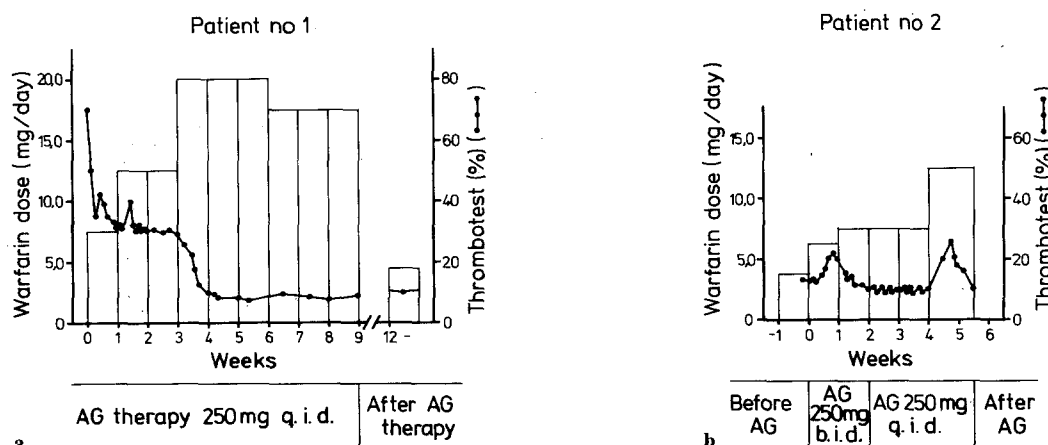 Patient no 1
Warfarin dose (mg/day)
20.0
15,0
10.0
5,0
0
80
60
40
20
0
Thrombotest (%) ( )
0 1 2 3 4 5 6 7 8 9 12 -
Weeks
AG therapy 250 mg q.i.d.
After AG
therapy
a
Patient no 2
Warfarin dose (mg/day)
15,0
10.0
5,0
0
60
40
20
0
Thrombotest (%) ( )
-1 0 1 2 3 4 5 6
Weeks
Before
AG
AG
250mg
b.i.d.
AG 250 mg
q.i.d.
After
AG
b